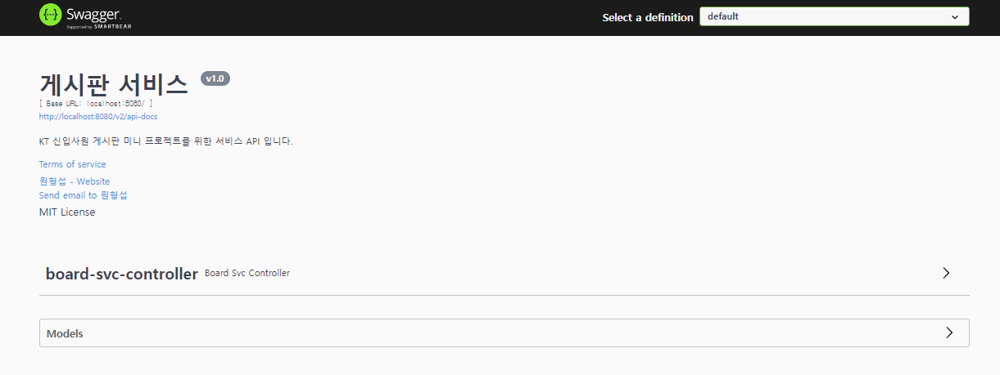 Swagger.
Supported by SMARTBEAR
Select a definition
default
게시판 서비스 v1.0
[ Base URL: localhost:8080/ ]
http://localhost:8080/v2/api-docs
KT 신입사원 게시판 미니 프로젝트를 위한 서비스 API 입니다.
Terms of service
원형섭 - Website
Send email to 원형섭
MIT License
board-svc-controller Board Svc Controller
Models